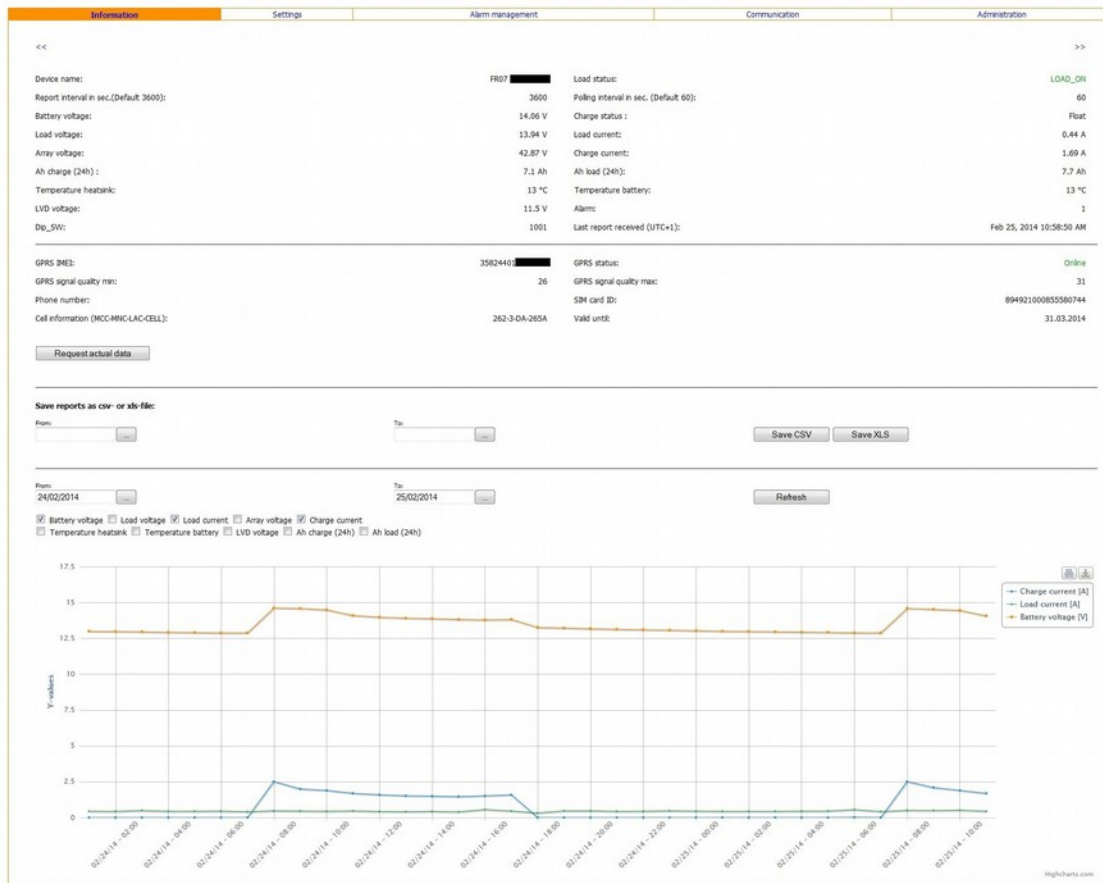 Information Settings Alarm management Communication Administration
<< >>
Device name: FR07 Load status: LOAD_ON
Report interval in sec.(Default 3600): 3600 Polling interval in sec. (Default 60): 60
Battery voltage: 14.06 V Charge status : Float
Load voltage: 13.94 V Load current: 0.44 A
Array voltage: 42.87 V Charge current: 1.69 A
Ah charge (24h) : 7.1 Ah Ah load (24h): 7.7 Ah
Temperature heatsink: 13 °C Temperature battery: 13 °C
LVD voltage: 11.5 V Alarm: 1
Dip_SW: 1001 Last report received (UTC+1): Feb 25, 2014 10:58:50 AM
GPRS IMEI: 35824401 GPRS status: Online
GPRS signal quality min: 26 GPRS signal quality max: 31
Phone number: SIM card ID: 894921000855580744
Cell information (MCC-MNC-LAC-CELL): 262-3-DA-265A Valid until: 31.03.2014
Request actual data
Save reports as csv- or xls-file:
From: To:
... ... Save CSV Save XLS
From: To:
24/02/2014 ... 25/02/2014 ... Refresh
Battery voltage Load voltage Load current Array voltage Charge current
Temperature heatsink Temperature battery LVD voltage Ah charge (24h) Ah load (24h)
17.5
15
12.5
10
7.5
5
2.5
0
Y-values
Charge current [A]
Load current [A]
Battery voltage [V]
02/24/14 - 02:00
02/24/14 - 04:00
02/24/14 - 06:00
02/24/14 - 08:00
02/24/14 - 10:00
02/24/14 - 12:00
02/24/14 - 14:00
02/24/14 - 16:00
02/24/14 - 18:00
02/24/14 - 20:00
02/24/14 - 22:00
02/25/14 - 00:00
02/25/14 - 02:00
02/25/14 - 04:00
02/25/14 - 06:00
02/25/14 - 08:00
02/25/14 - 10:00
Highcharts.com